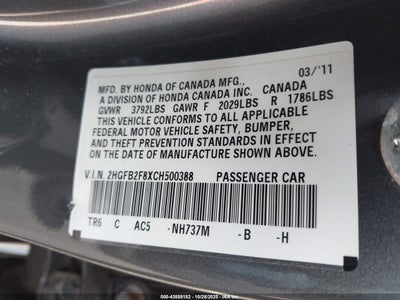 03/'11
MFD. BY HONDA OF CANADA MFG.,
A DIVISION OF HONDA CANADA INC. CANADA
GVWR 3792LBS GAWR F 2029LBS R 1786LBS
THIS VEHICLE CONFORMS TO ALL APPLICABLE
FEDERAL MOTOR VEHICLE SAFETY, BUMPER,
AND THEFT PREVENTION STANDARDS IN EFFECT
ON THE DATE OF MANUFACTURE SHOWN ABOVE.
V.I.N. 2HGFB2F8XCH500388 PASSENGER CAR
TR6 C AC5 -NH737M -B -H
000-43558182 | 10/28/2025 | IAA Inc